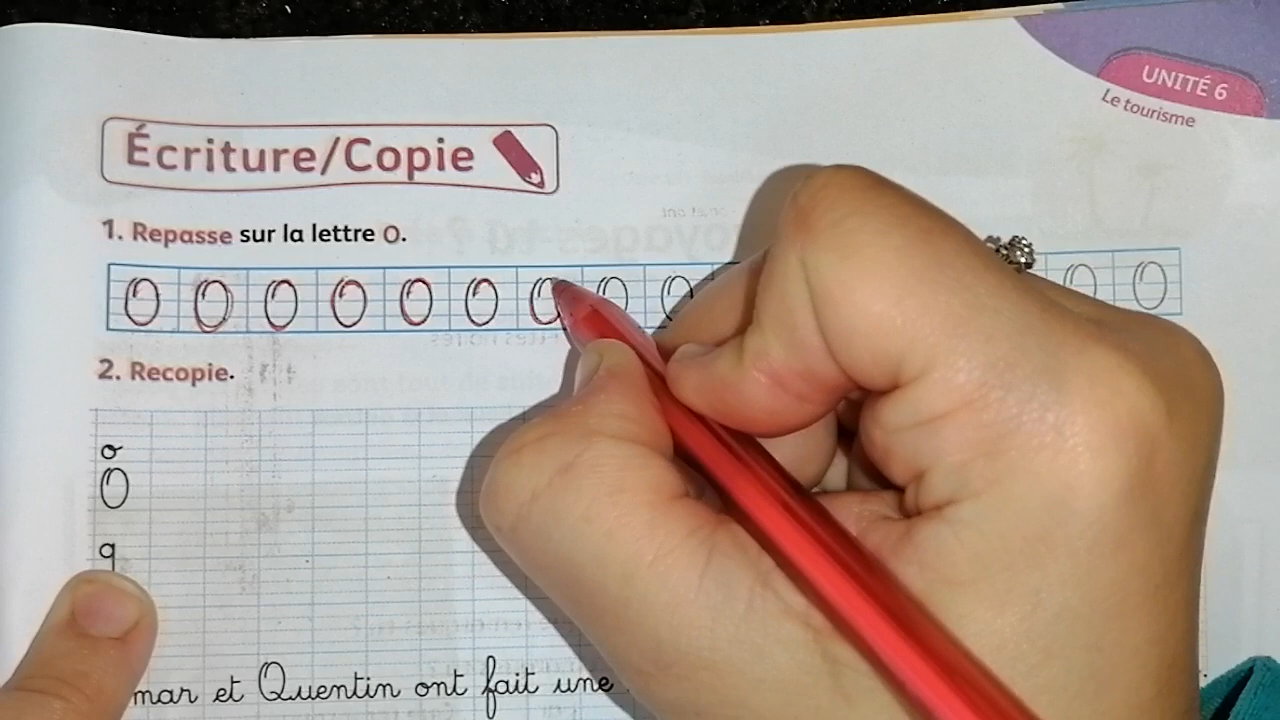 UNITÉ 6
Le tourisme
Écriture/Copie
1. Repasse sur la lettre O.
O O O O O O O O O O O
2. Recopie.
o
O
q
mar et Quentin ont fait une